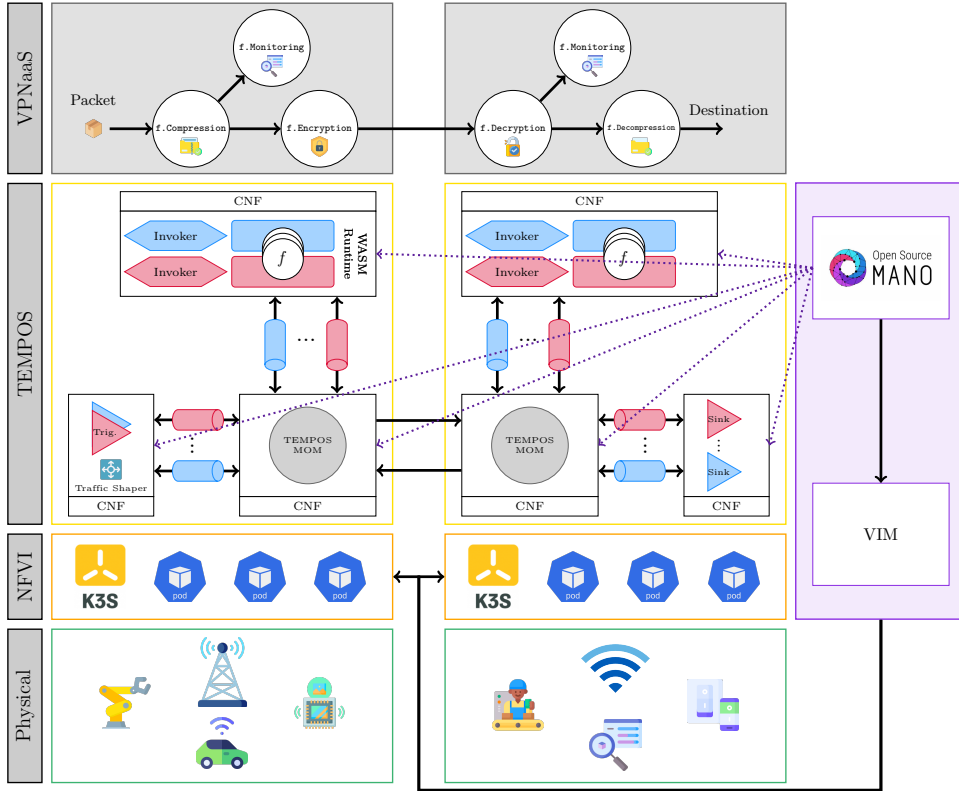 VPNaaS
Packet
f.Compression
f.Monitoring
f.Encryption
f.Decryption
f.Monitoring
f.Decompression
Destination
TEMPOS
CNF
Invoker
Invoker
f
WASM
Runtime
...
Trig.
...
Traffic Shaper
CNF
TEMPOS
MOM
CNF
CNF
Invoker
Invoker
f
...
TEMPOS
MOM
CNF
...
Sink
...
Sink
CNF
Open Source
MANO
VIM
NFVI
K3S
pod
pod
pod
K3S
pod
pod
pod
Physical